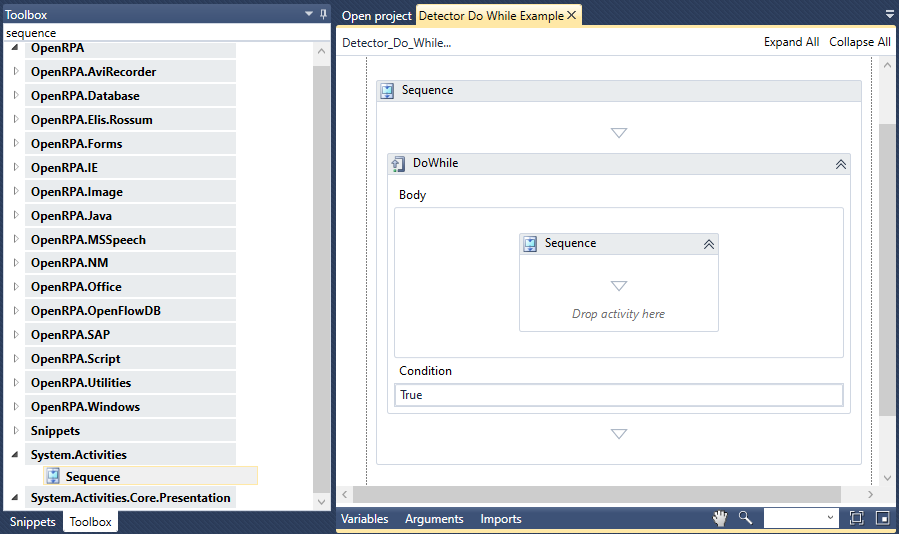 Toolbox
sequence
OpenRPA
OpenRPA.AviRecorder
OpenRPA.Database
OpenRPA.Elis.Rossum
OpenRPA.Forms
OpenRPA.IE
OpenRPA.Image
OpenRPA.Java
OpenRPA.MSSpeech
OpenRPA.NM
OpenRPA.Office
OpenRPA.OpenFlowDB
OpenRPA.SAP
OpenRPA.Script
OpenRPA.Utilities
OpenRPA.Windows
Snippets
System.Activities
Sequence
System.Activities.Core.Presentation
Snippets Toolbox
Open project Detector Do While Example
Detector_Do_While... Expand All Collapse All
Sequence
DoWhile
Body
Sequence
Drop activity here
Condition
True
Variables Arguments Imports